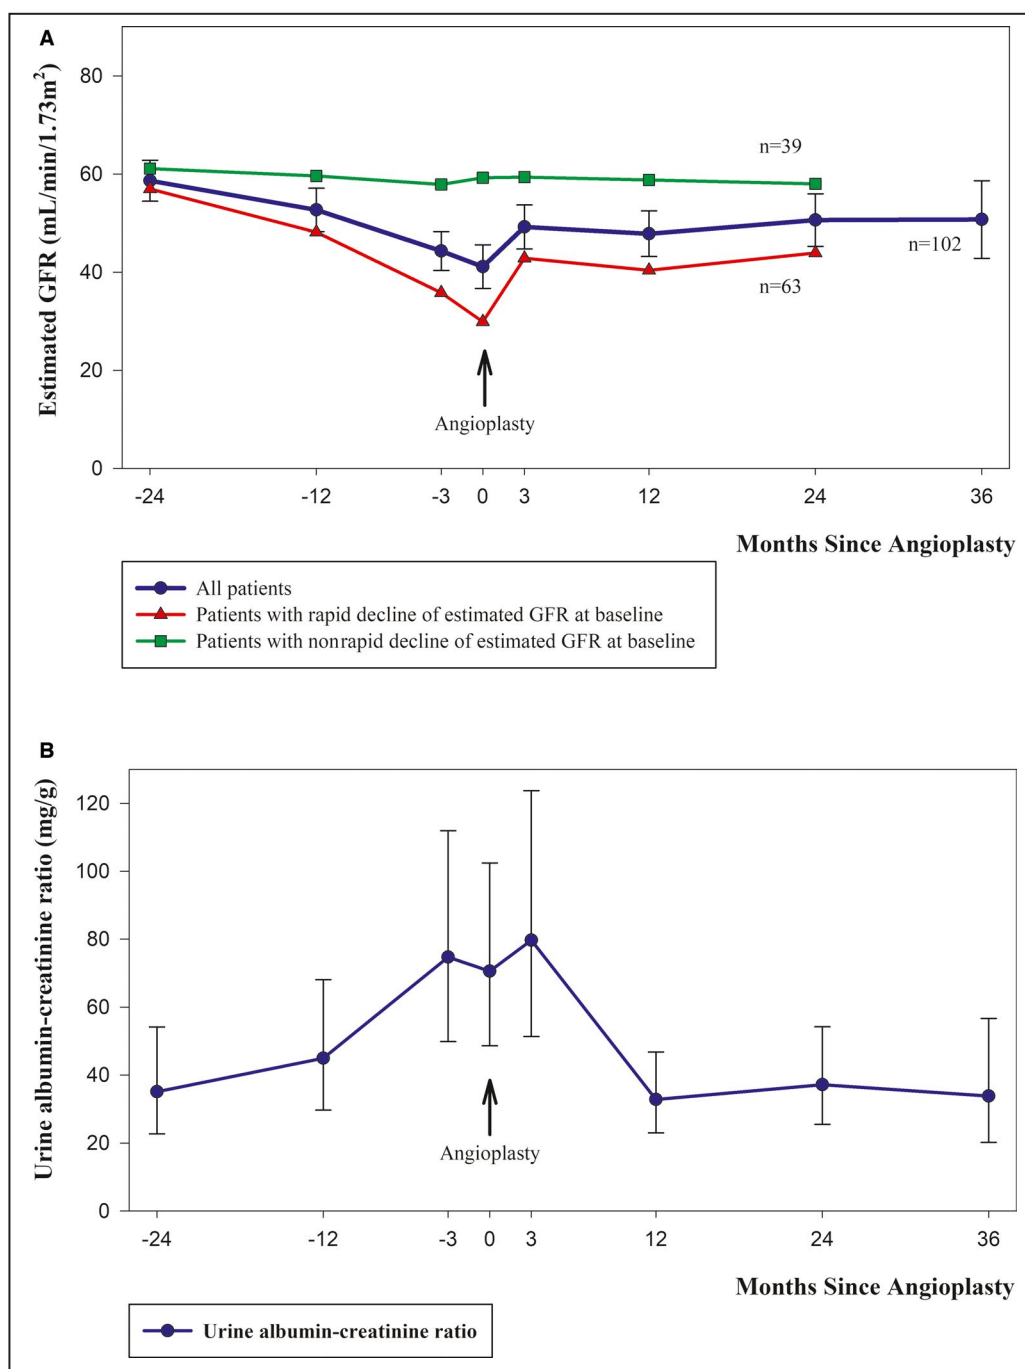 A
Estimated GFR (mL/min/1.73m²)
80
60
40
20
0
n=39
n=102
n=63
Angioplasty
-24 -12 -3 0 3 12 24 36
Months Since Angioplasty
All patients
Patients with rapid decline of estimated GFR at baseline
Patients with nonrapid decline of estimated GFR at baseline
B
Urine albumin-creatinine ratio (mg/g)
120
100
80
60
40
20
0
Angioplasty
-24 -12 -3 0 3 12 24 36
Months Since Angioplasty
Urine albumin-creatinine ratio